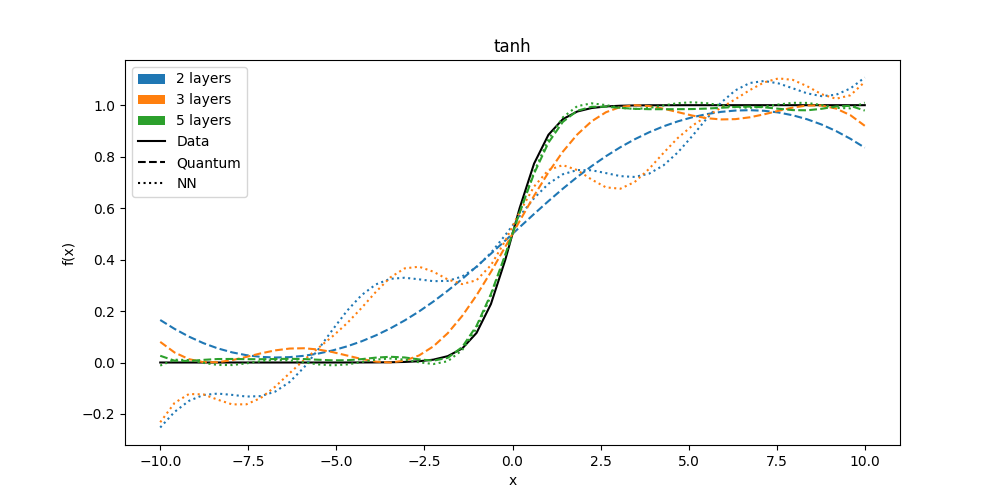 tanh
2 layers
3 layers
5 layers
Data
Quantum
NN
f(x)
1.0
0.8
0.6
0.4
0.2
0.0
−0.2
−10.0 −7.5 −5.0 −2.5 0.0 2.5 5.0 7.5 10.0
x